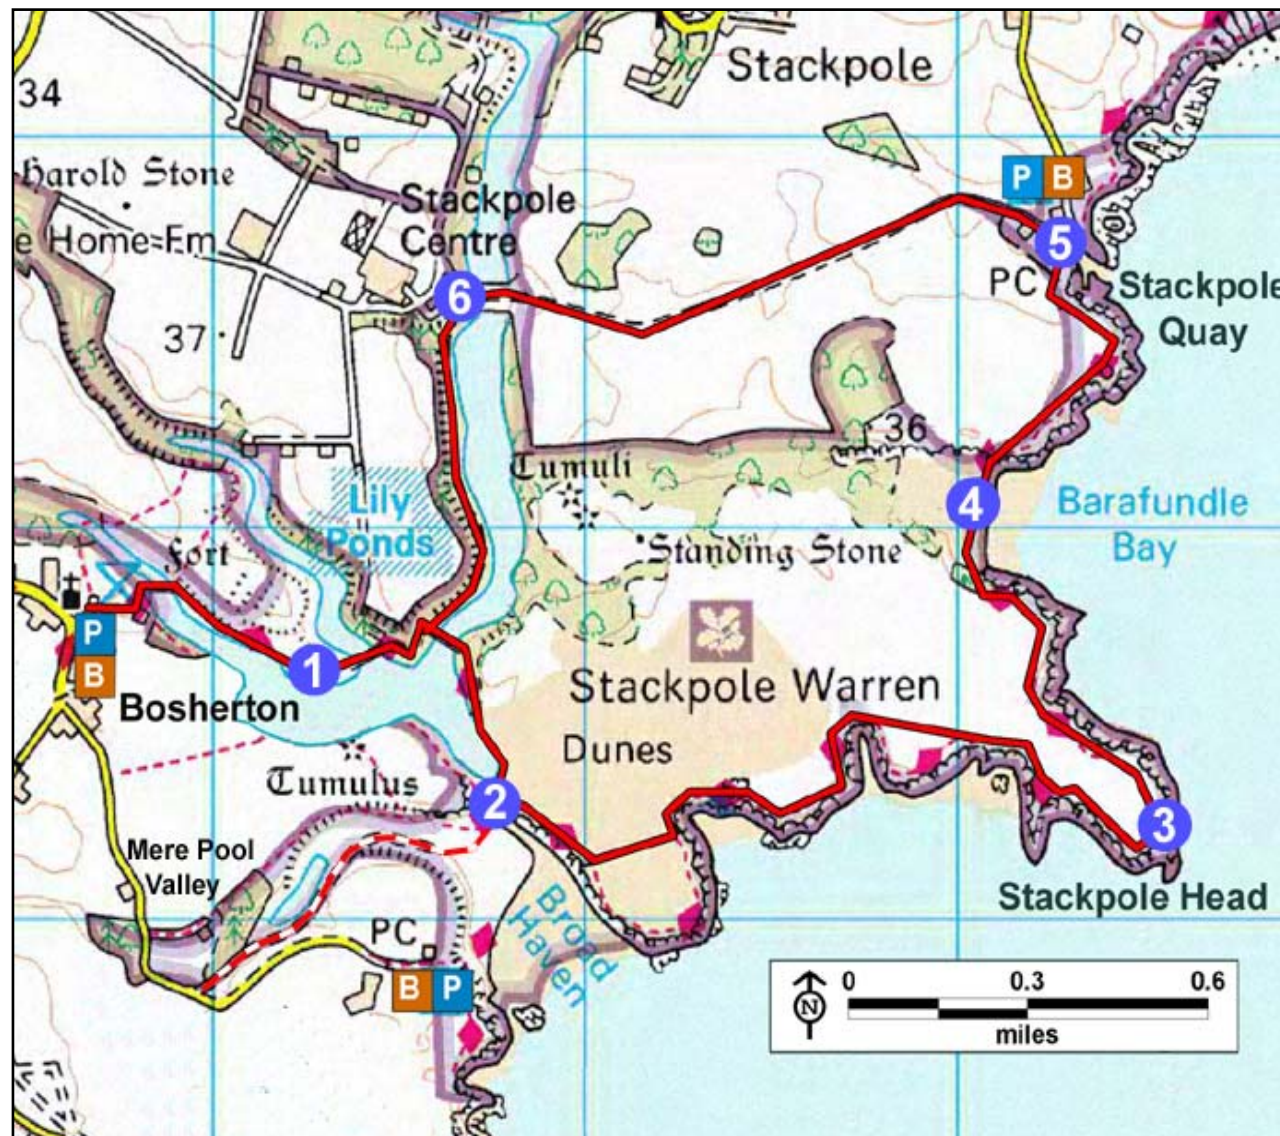 Stackpole
34
Harold Stone
P B
Stackpole
Centre
e Home Fm
5
6
PC
Stackpole
Quay
37
36
Tumuli
Lily
Ponds
4
Barafundle
Bay
Standing Stone
Fort
P
B
1
Stackpole Warren
Bosherton
Dunes
Tumulus
2
3
Mere Pool
Valley
Stackpole Head
Broad
Haven
PC
B P
N
0 0.3 0.6
miles